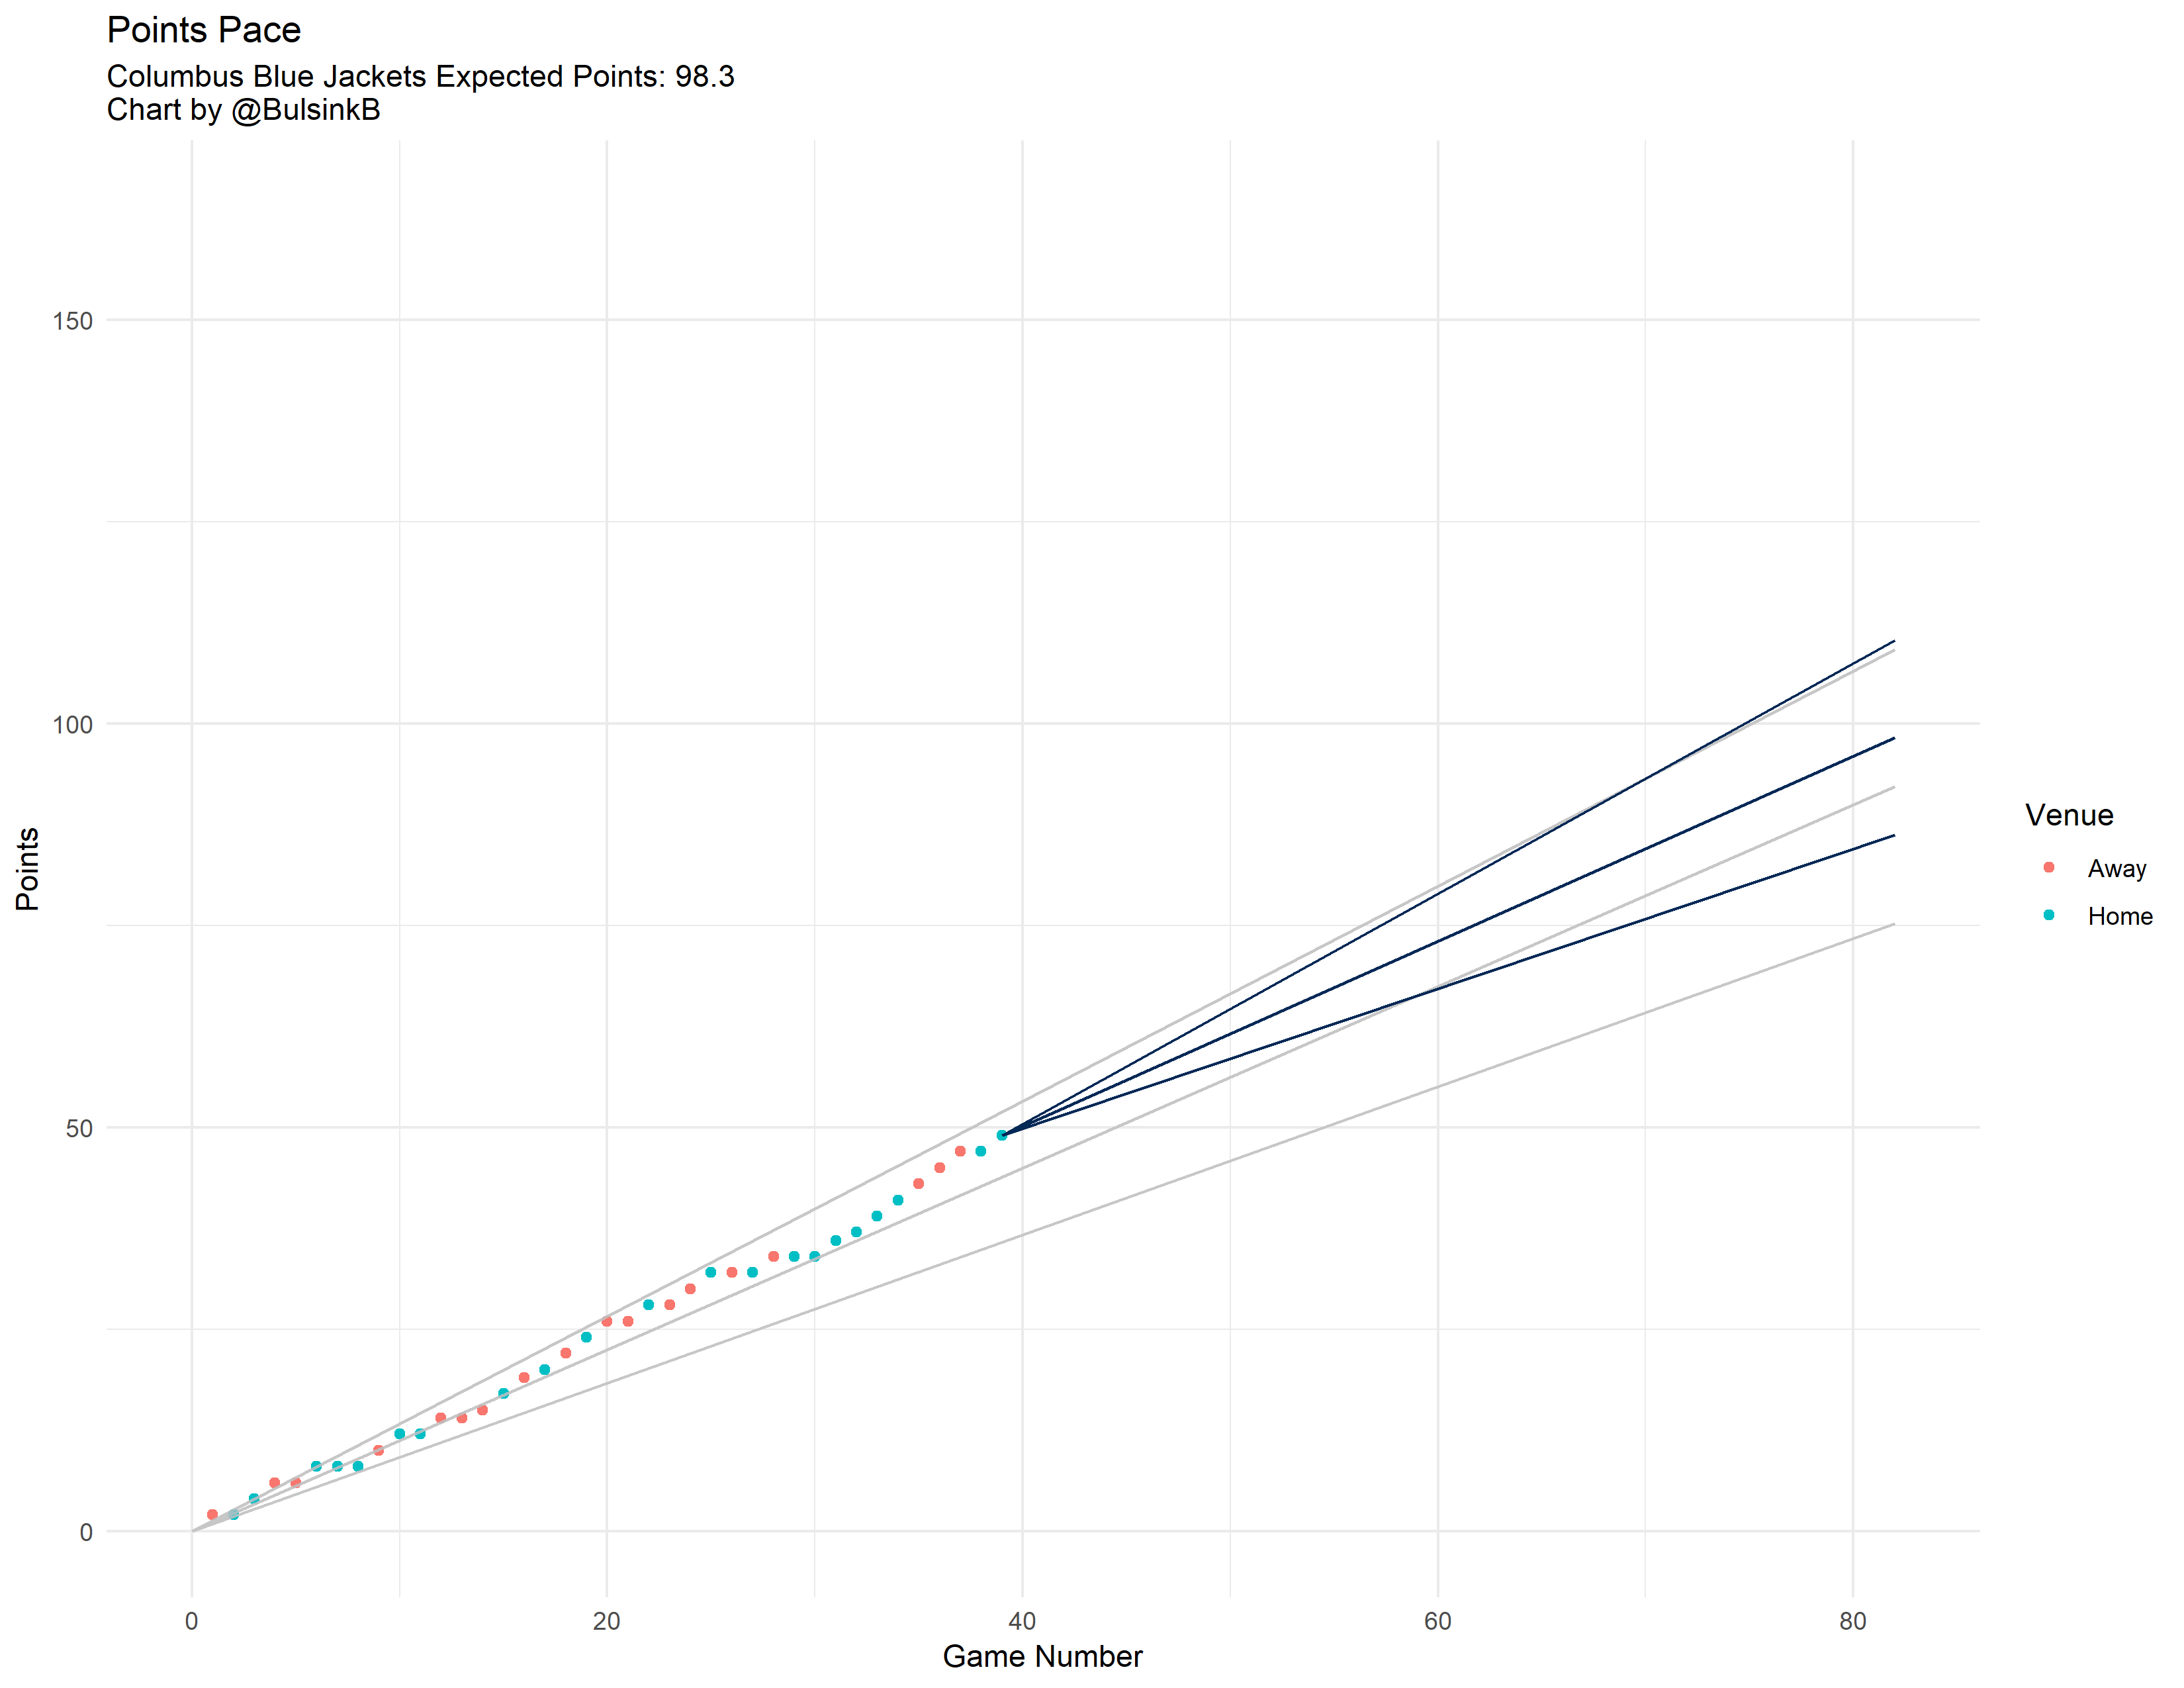 Points Pace
Columbus Blue Jackets Expected Points: 98.3
Chart by @BulsinkB
150
100
50
0
Points
0 20 40 60 80
Game Number
Venue
Away
Home